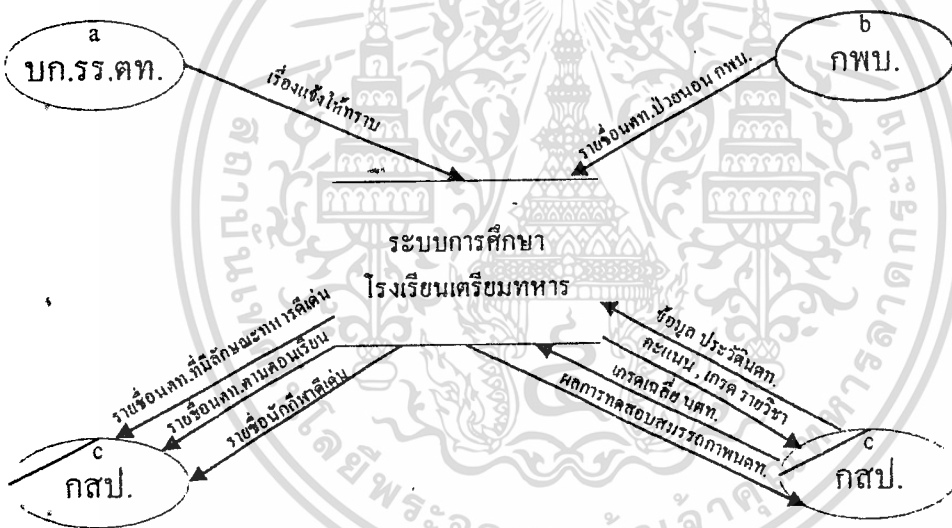 a
บก.รร.ตท.
b
กพบ.
เรื่องแจ้งให้ทราบ
รายชื่อนตท.ป่วยนอน กพบ.
ระบบการศึกษา
โรงเรียนเตรียมทหาร
รายชื่อนตท.ที่มีลักษณะทหารดีเด่น
รายชื่อนตท.ตามตอนเรียน
รายชื่อนักกีฬาดีเด่น
ข้อมูล ประวัตินตท.
คะแนน , เกรด รายวิชา
เกรดเฉลี่ย นตท.
ผลการทดสอบสมรรถภาพนตท.
c
กสป.
c
กสป.